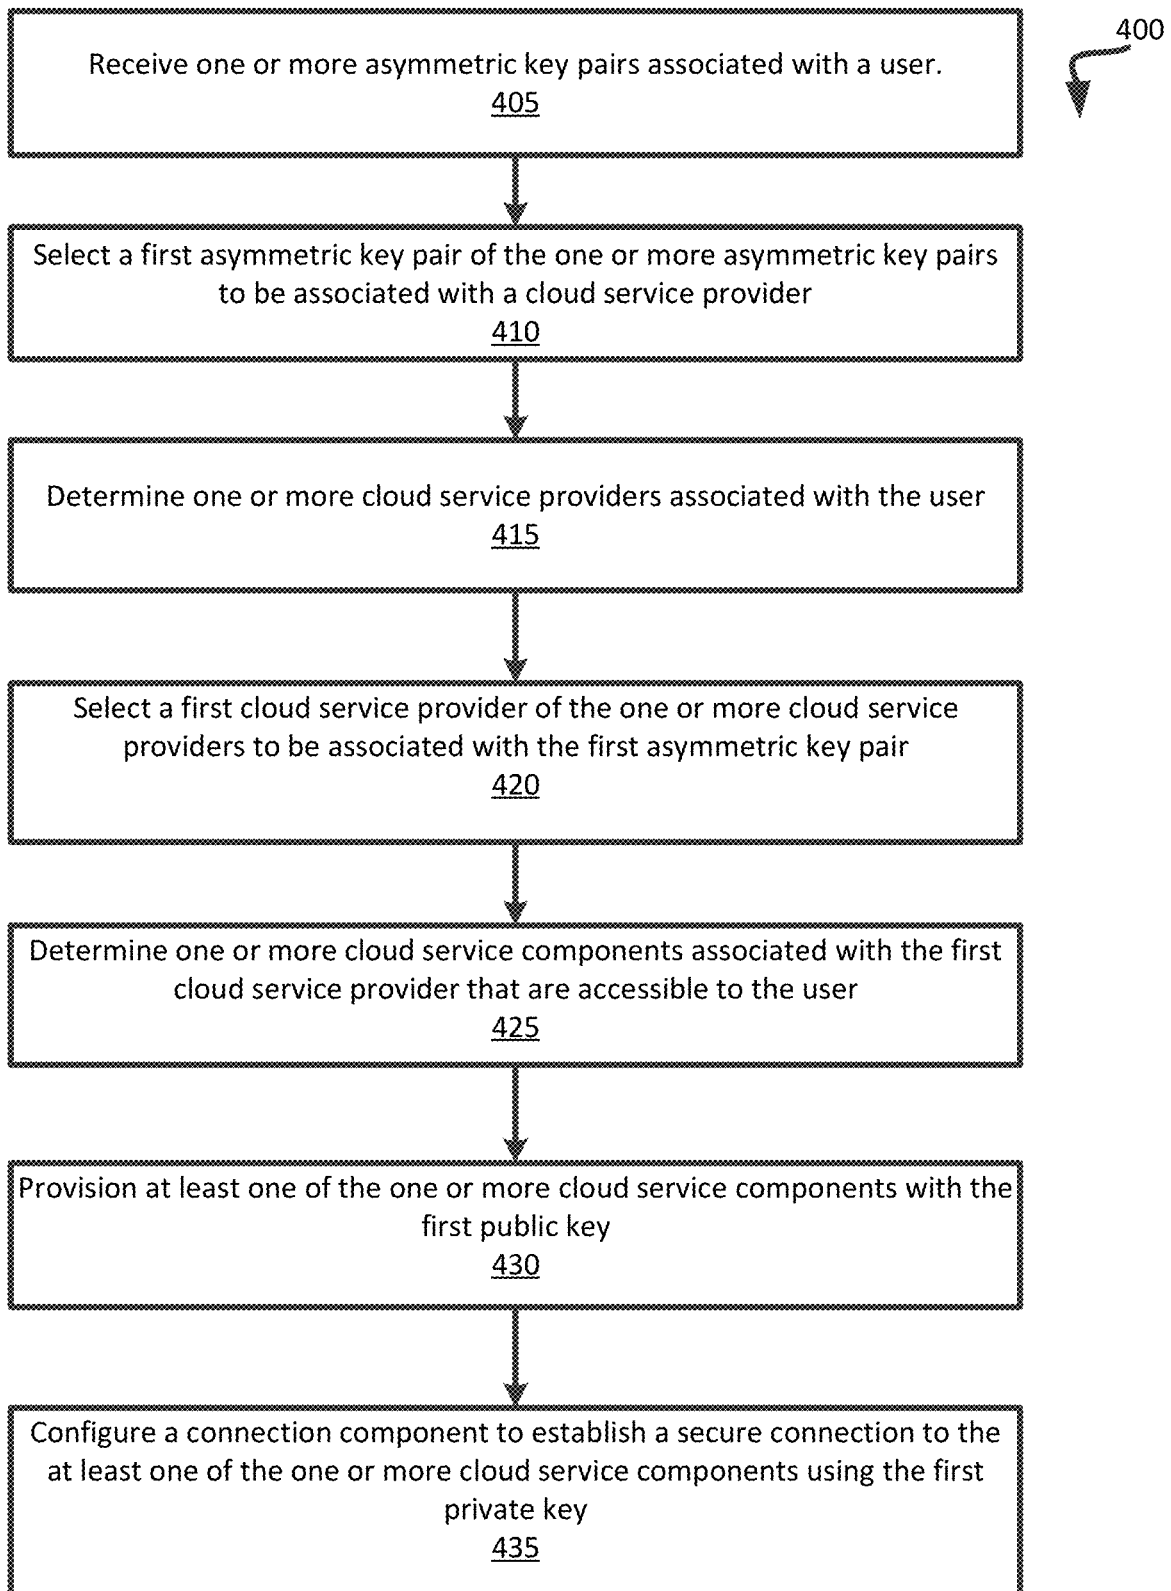 400
Receive one or more asymmetric key pairs associated with a user.
405
Select a first asymmetric key pair of the one or more asymmetric key pairs
to be associated with a cloud service provider
410
Determine one or more cloud service providers associated with the user
415
Select a first cloud service provider of the one or more cloud service
providers to be associated with the first asymmetric key pair
420
Determine one or more cloud service components associated with the first
cloud service provider that are accessible to the user
425
Provision at least one of the one or more cloud service components with the
first public key
430
Configure a connection component to establish a secure connection to the
at least one of the one or more cloud service components using the first
private key
435